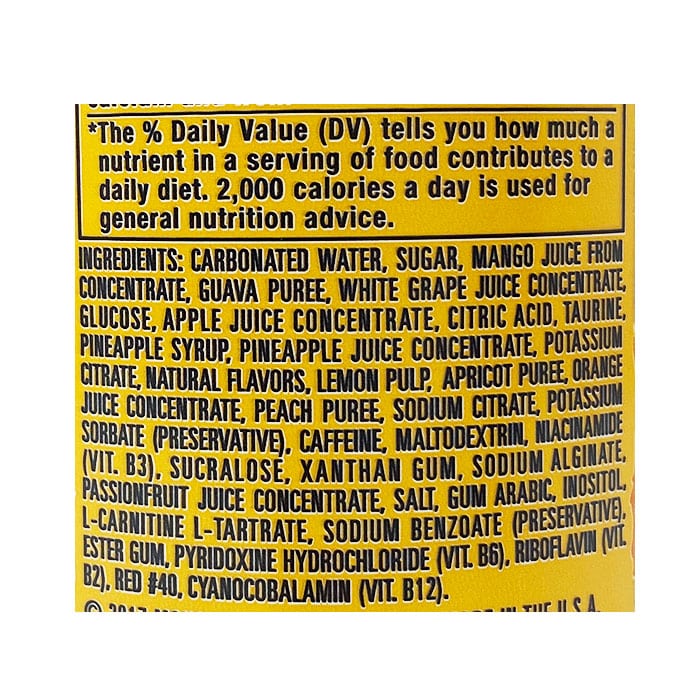 *The % Daily Value (DV) tells you how much a
nutrient in a serving of food contributes to a
daily diet. 2,000 calories a day is used for
general nutrition advice.
INGREDIENTS: CARBONATED WATER, SUGAR, MANGO JUICE FROM
CONCENTRATE, GUAVA PUREE, WHITE GRAPE JUICE CONCENTRATE,
GLUCOSE, APPLE JUICE CONCENTRATE, CITRIC ACID, TAURINE,
PINEAPPLE SYRUP, PINEAPPLE JUICE CONCENTRATE, POTASSIUM
CITRATE, NATURAL FLAVORS, LEMON PULP, APRICOT PUREE, ORANGE
JUICE CONCENTRATE, PEACH PUREE, SODIUM CITRATE, POTASSIUM
SORBATE (PRESERVATIVE), CAFFEINE, MALTODEXTRIN, NIACINAMIDE
(VIT. B3), SUCRALOSE, XANTHAN GUM, SODIUM ALGINATE,
PASSIONFRUIT JUICE CONCENTRATE, SALT, GUM ARABIC, INOSITOL,
L-CARNITINE L-TARTRATE, SODIUM BENZOATE (PRESERVATIVE),
ESTER GUM, PYRIDOXINE HYDROCHLORIDE (VIT. B6), RIBOFLAVIN (VIT.
B2), RED #40, CYANOCOBALAMIN (VIT. B12).
© 2017 IN THE U.S.A.